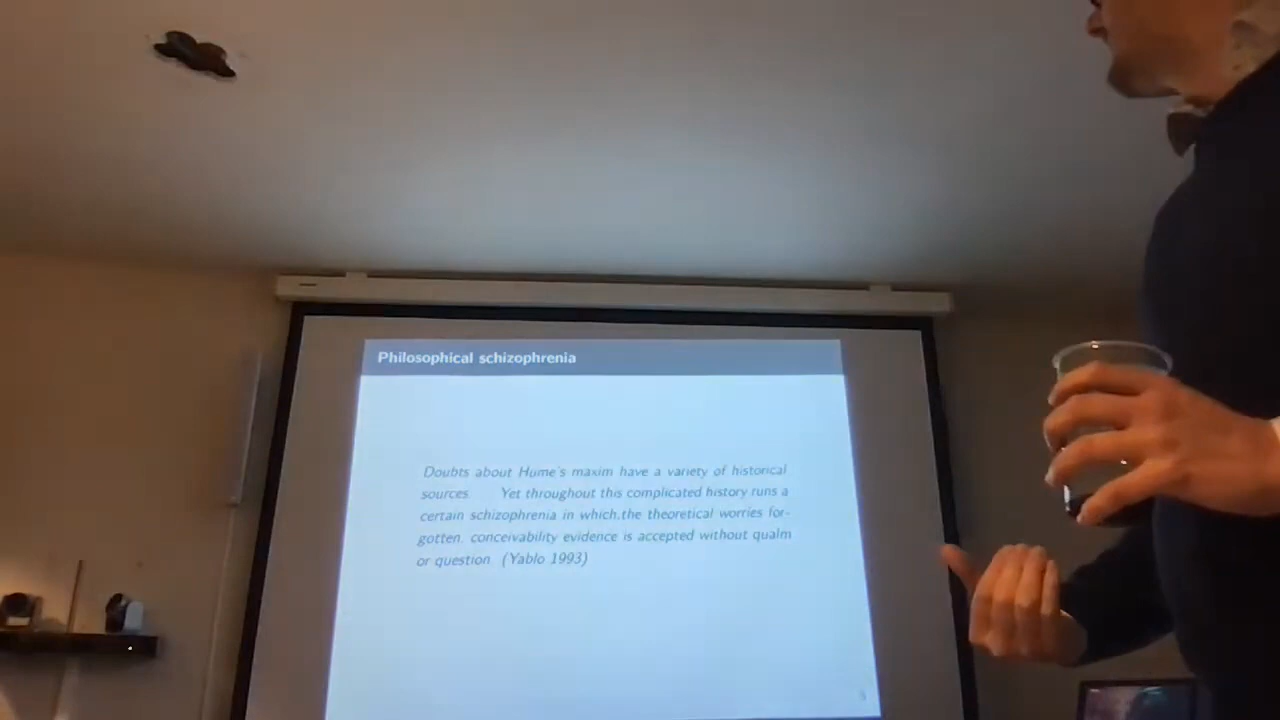 Philosophical schizophrenia
Doubts about Hume's maxim have a variety of historical
sources. Yet throughout this complicated history runs a
certain schizophrenia in which, the theoretical worries for-
gotten, conceivability evidence is accepted without qualm
or question. (Yablo 1993)